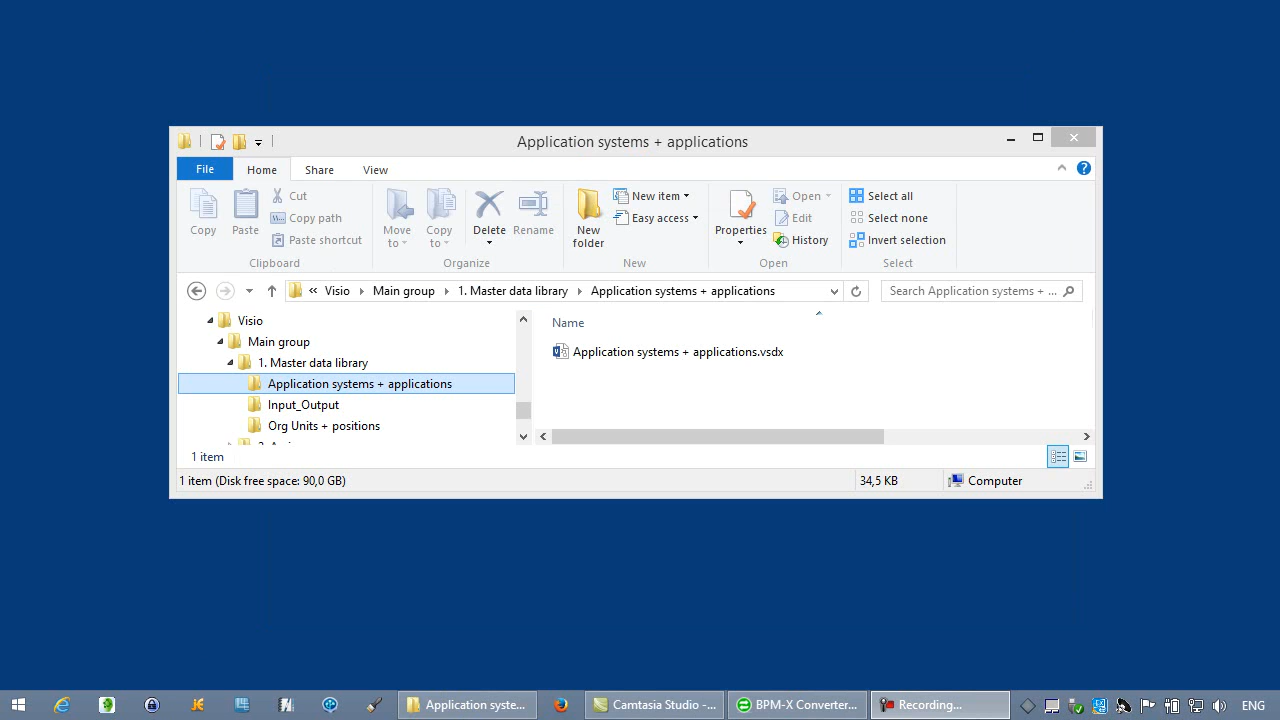 Application systems + applications
File Home Share View
Copy
Paste
Cut
Copy path
Paste shortcut
Clipboard
Move to
Copy to
Delete
Rename
Organize
New folder
New item
Easy access
New
Properties
Open
Edit
History
Open
Select all
Select none
Invert selection
Select
« Visio Main group 1. Master data library Application systems + applications
Search Application systems + ...
Visio
Main group
1. Master data library
Application systems + applications
Input_Output
Org Units + positions
Name
Application systems + applications.vsdx
1 item
1 item (Disk free space: 90,0 GB) 34,5 KB Computer
Application syste... Camtasia Studio -... BPM-X Converter... Recording... ENG